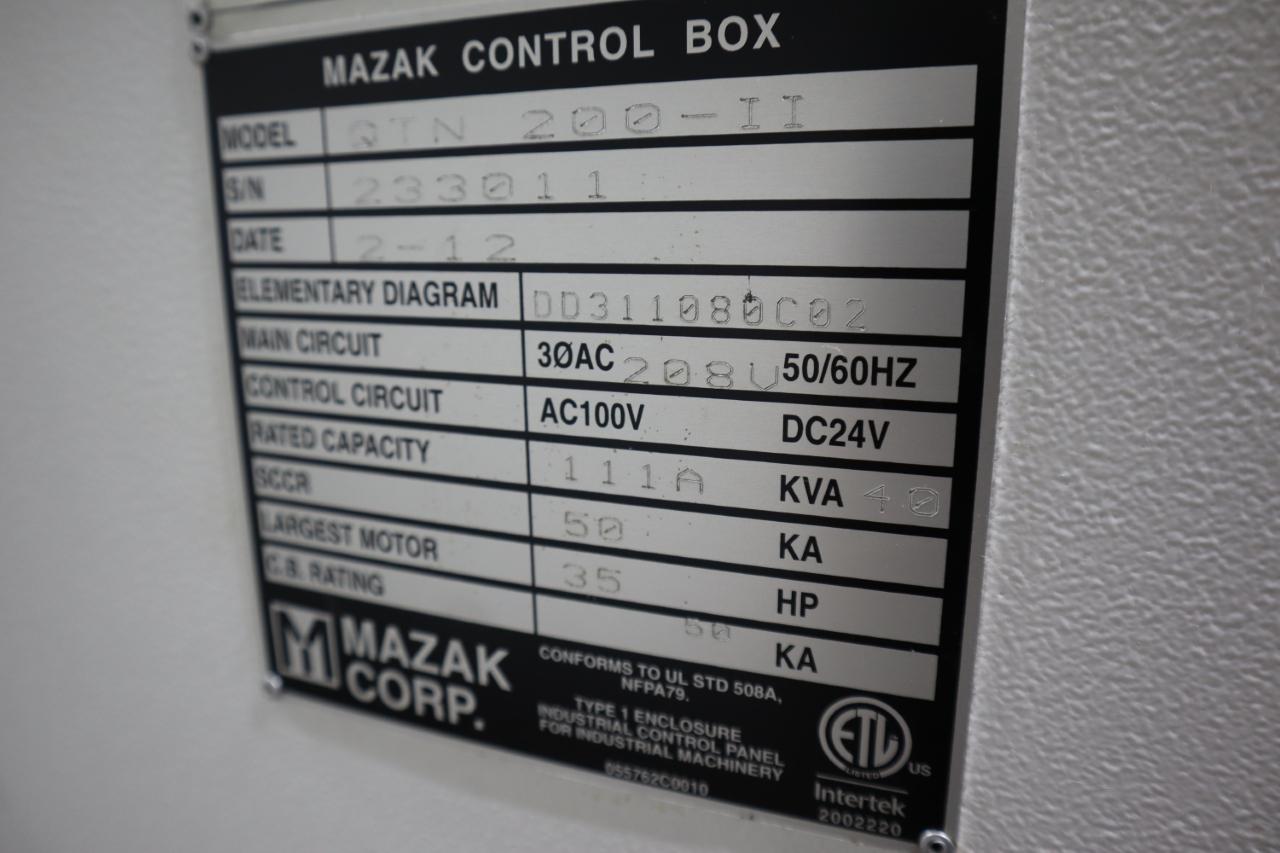 MAZAK CONTROL BOX
MODEL QTN 200-II
S/N 233011
DATE 2-12
ELEMENTARY DIAGRAM DD311080C02
MAIN CIRCUIT 3ØAC 208V 50/60HZ
CONTROL CIRCUIT AC100V DC24V
RATED CAPACITY 111A KVA 40
SCCR 50 KA
LARGEST MOTOR 35 HP
C.B. RATING 50 KA
MAZAK
CORP.
CONFORMS TO UL STD 508A,
NFPA79.
TYPE 1 ENCLOSURE
INDUSTRIAL CONTROL PANEL
FOR INDUSTRIAL MACHINERY
055762C0010
ETL
LISTED
US
Intertek
2002220